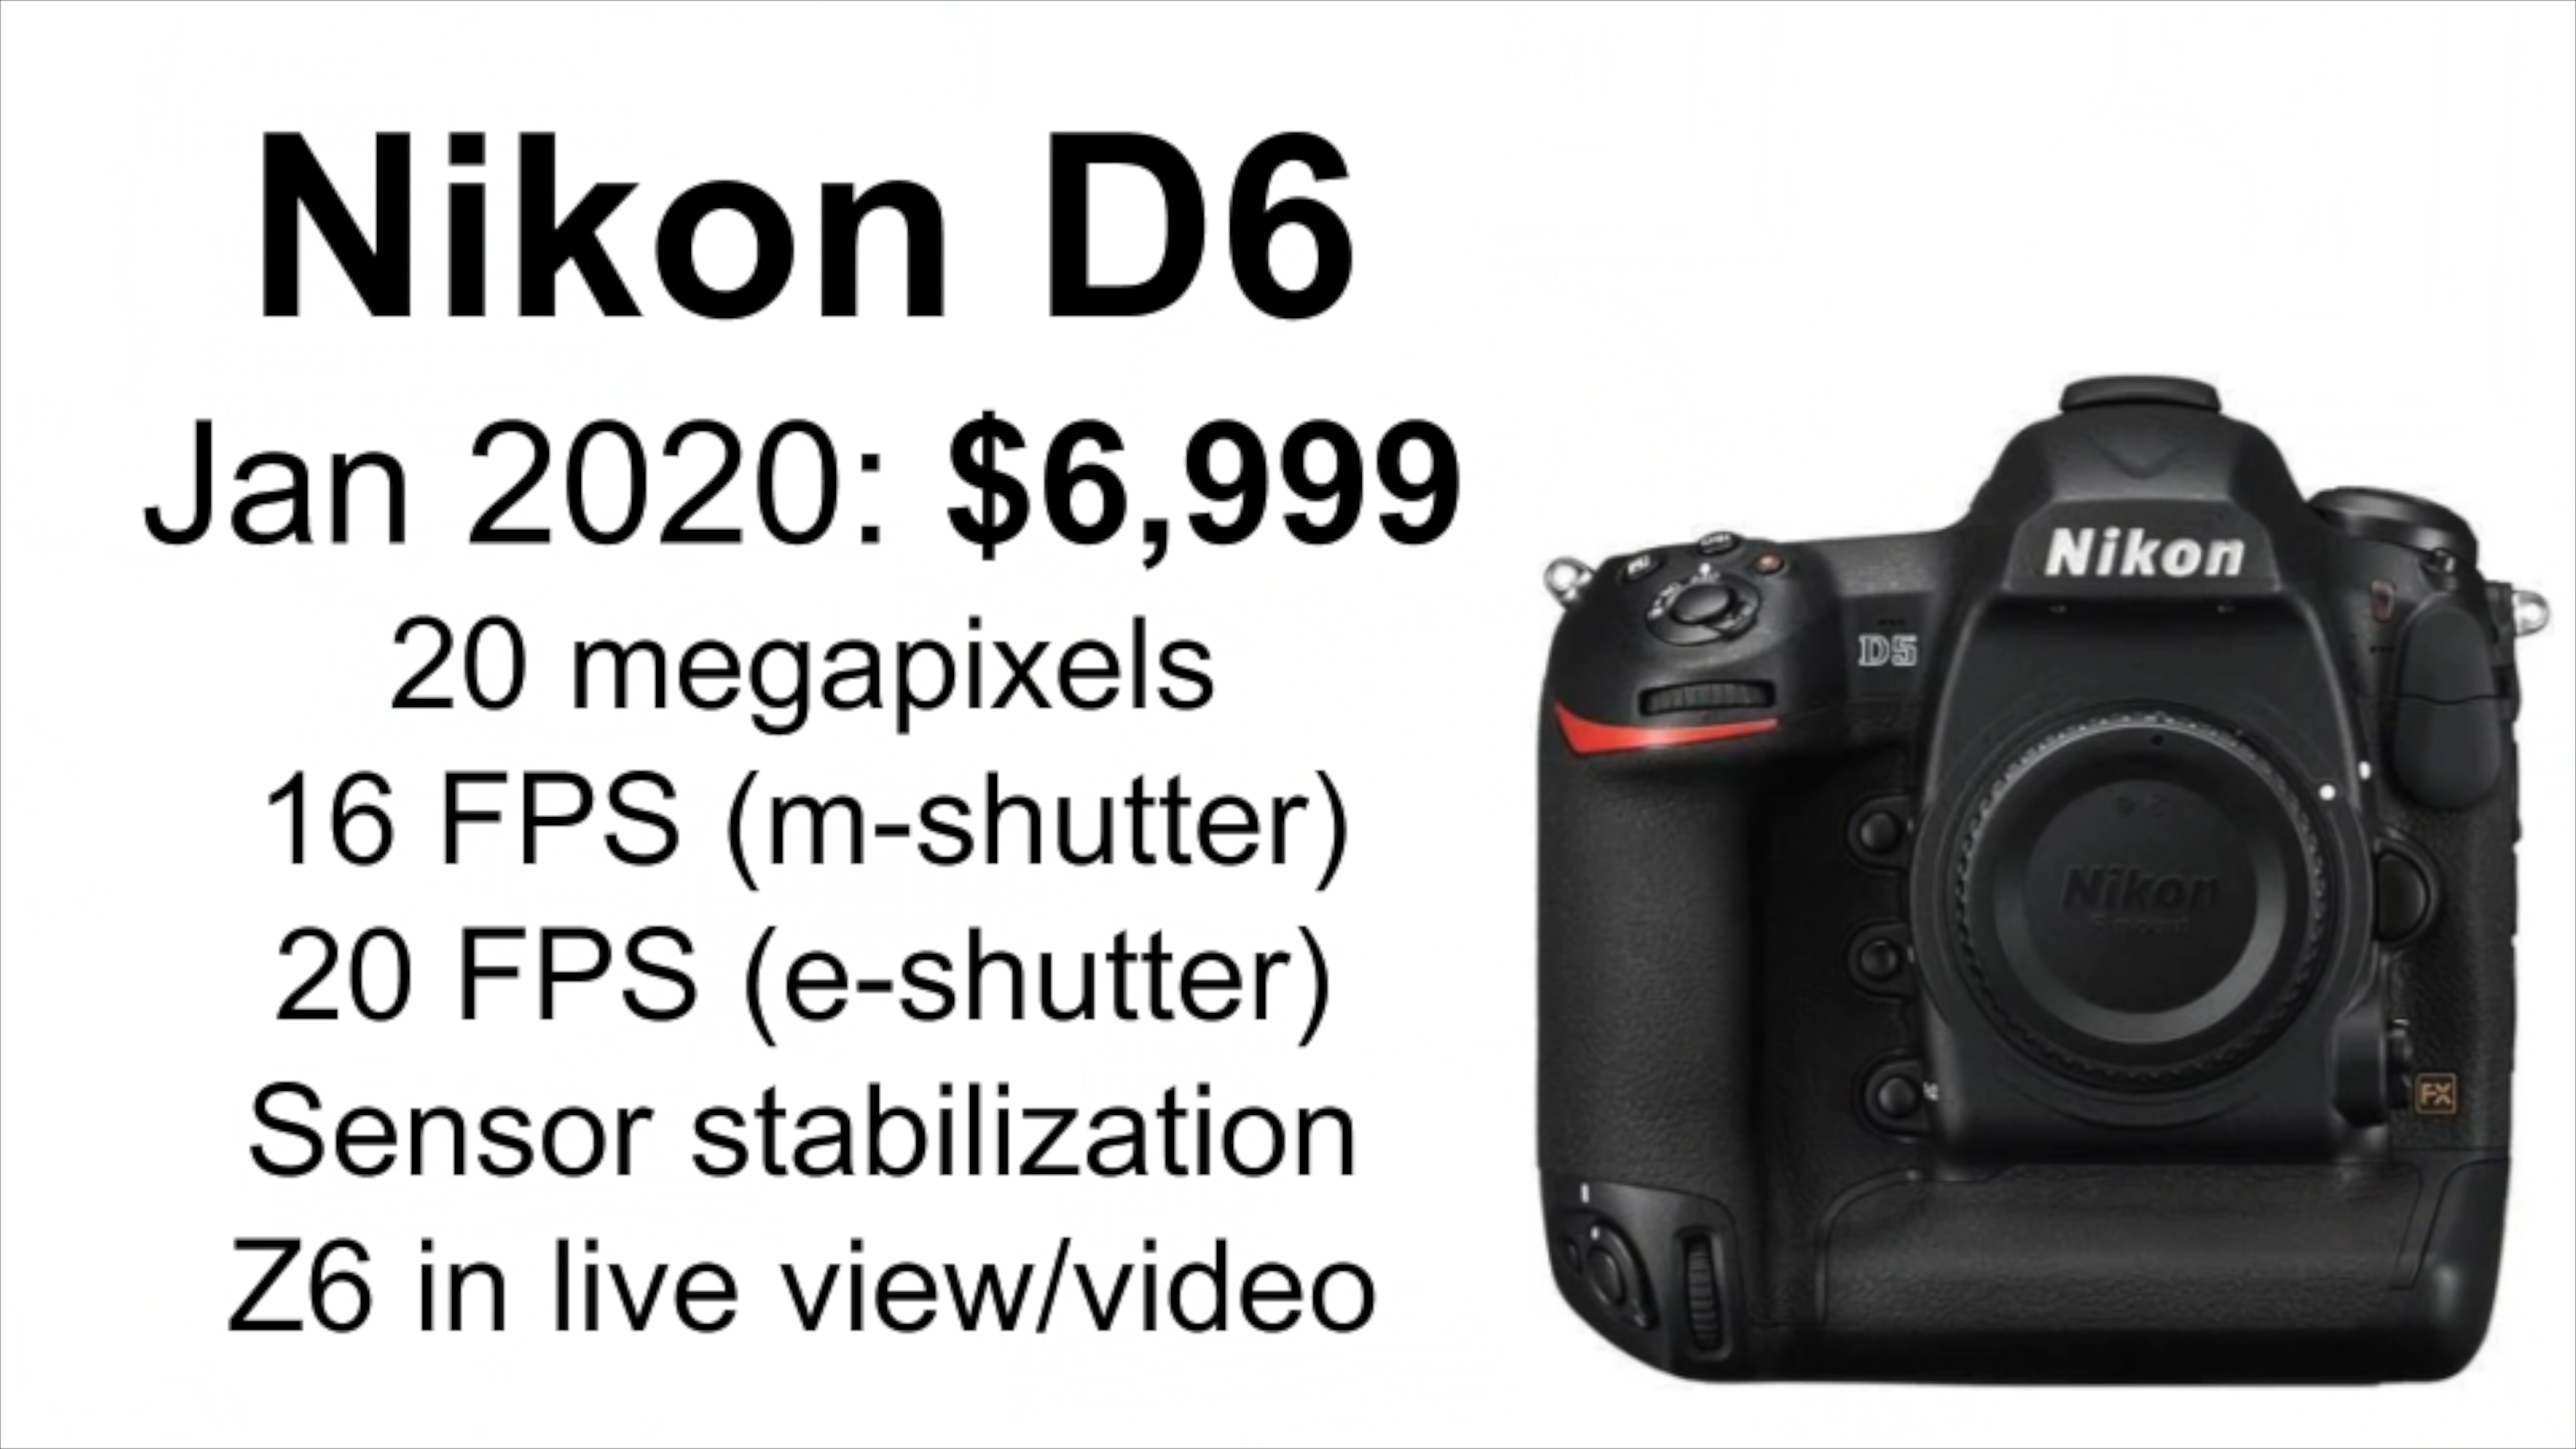 Nikon D6
Jan 2020: $6,999
20 megapixels
16 FPS (m-shutter)
20 FPS (e-shutter)
Sensor stabilization
Z6 in live view/video
Nikon
D5
Nikon
FX